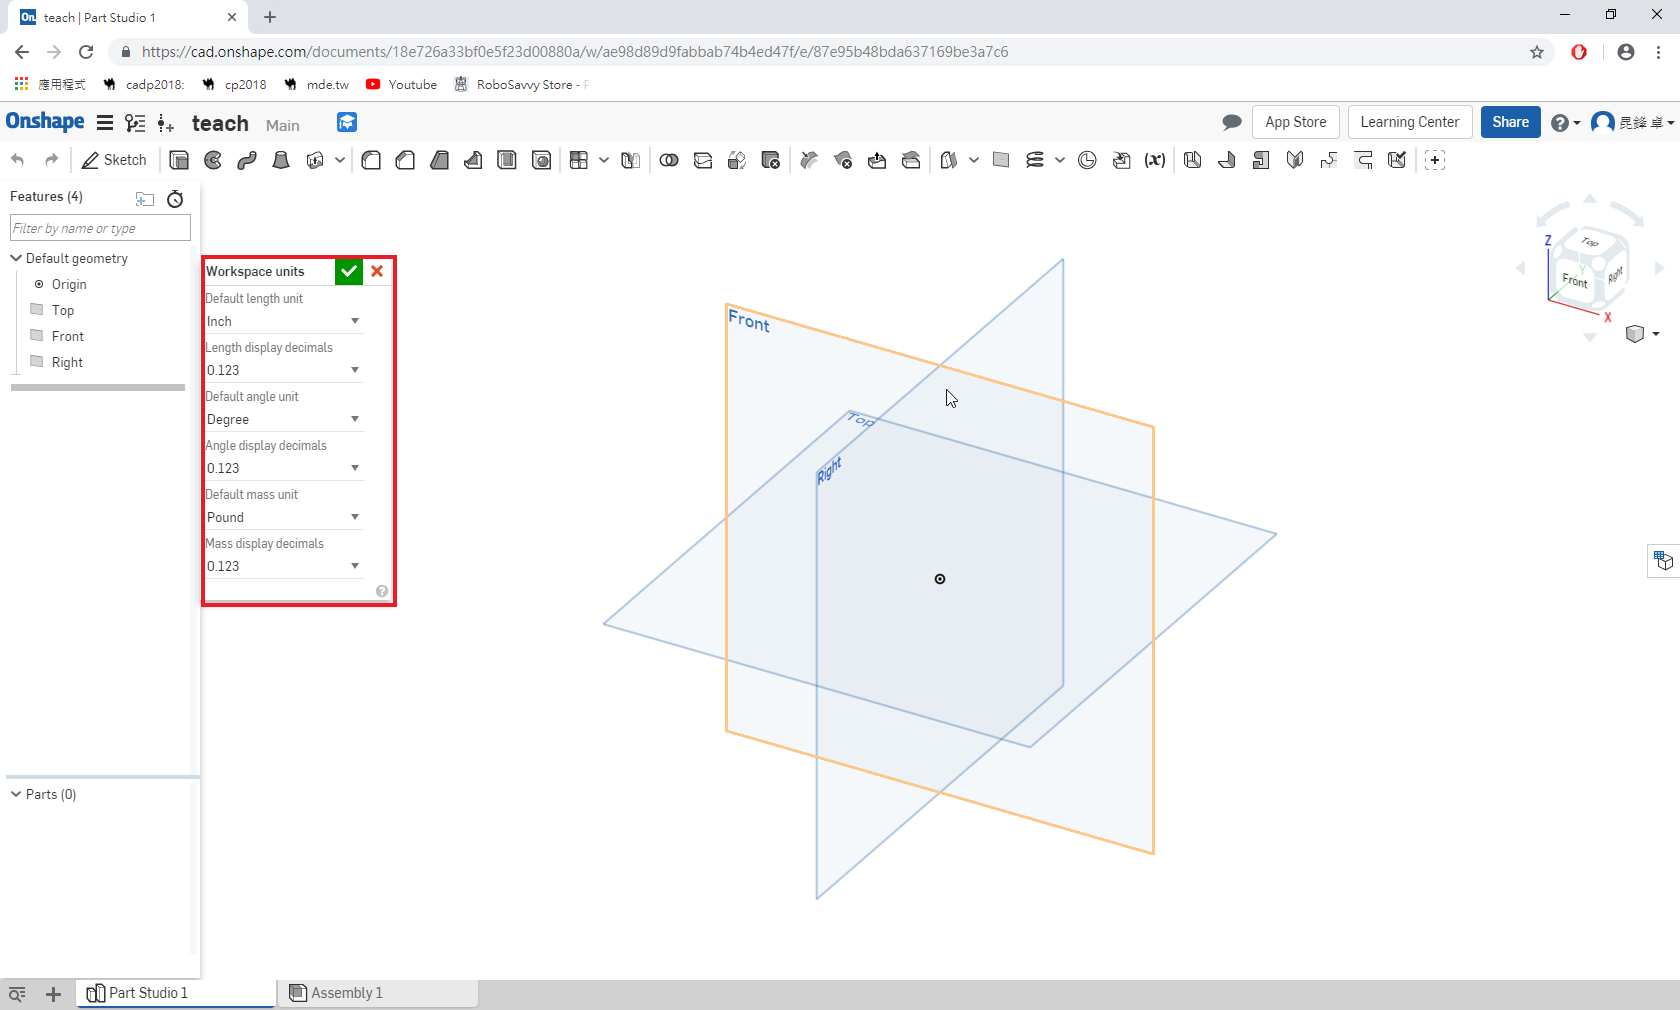 On teach | Part Studio 1
https://cad.onshape.com/documents/18e726a33bf0e5f23d00880a/w/ae98d89d9fabbab74b4ed47f/e/87e95b48bda637169be3a7c6
應用程式 cadp2018: cp2018 mde.tw Youtube RoboSavvy Store -
Onshape teach Main App Store Learning Center Share 昆鋒 卓
Sketch (x)
Features (4)
Filter by name or type
Default geometry
Origin
Top
Front
Right
Workspace units
Default length unit
Inch
Length display decimals
0.123
Default angle unit
Degree
Angle display decimals
0.123
Default mass unit
Pound
Mass display decimals
0.123
Front
Top
Right
Z
Top
Y
Front
Right
X
Parts (0)
Part Studio 1
Assembly 1